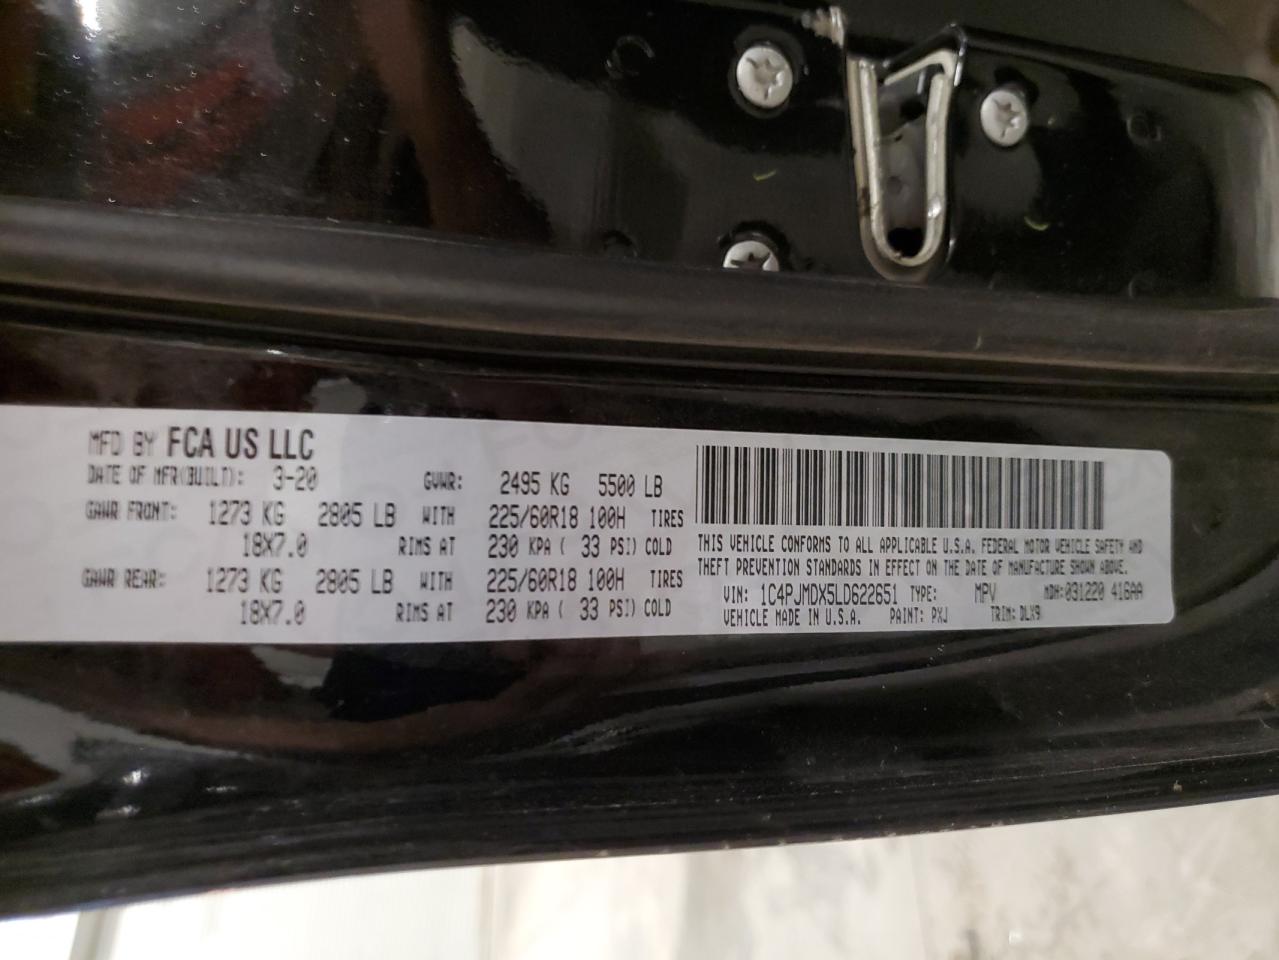 MFD BY FCA US LLC
DATE OF MFR(BUILT): 3-20 GVWR: 2495 KG 5500 LB
GAWR FRONT: 1273 KG 2805 LB WITH 225/60R18 100H TIRES
18X7.0 RIMS AT 230 KPA ( 33 PSI) COLD
GAWR REAR: 1273 KG 2805 LB WITH 225/60R18 100H TIRES
18X7.0 RIMS AT 230 KPA ( 33 PSI) COLD
THIS VEHICLE CONFORMS TO ALL APPLICABLE U.S.A. FEDERAL MOTOR VEHICLE SAFETY AND
THEFT PREVENTION STANDARDS IN EFFECT ON THE DATE OF MANUFACTURE SHOWN ABOVE.
VIN: 1C4PJMDX5LD622651 TYPE: MPV MDH:031220 416AA
VEHICLE MADE IN U.S.A. PAINT: PXJ TRIM: DLX9